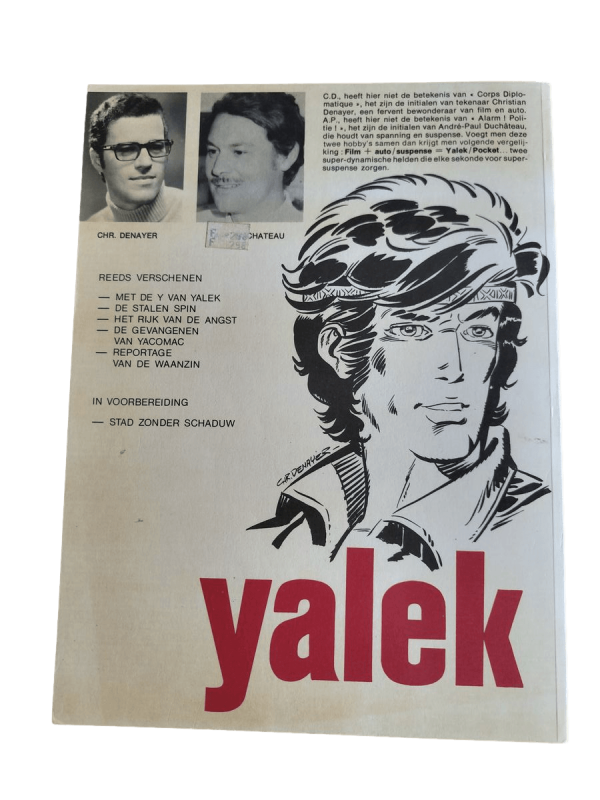 C.D., heeft hier niet de betekenis van « Corps Diplo-
matique », het zijn de initialen van tekenaar Christian
Denayer, een fervent bewonderaar van film en auto.
A.P., heeft hier niet de betekenis van « Alarm ! Poli-
tie ! », het zijn de initialen van André-Paul Duchâteau,
die houdt van spanning en suspense. Voegt men deze
twee hobby's samen dan krijgt men volgende vergelij-
king : Film + auto/suspense = Yalek/Pocket... twee
super-dynamische helden die elke sekonde voor super-
suspense zorgen.
CHR. DENAYER
CHATEAU
REEDS VERSCHENEN
— MET DE Y VAN YALEK
— DE STALEN SPIN
— HET RIJK VAN DE ANGST
— DE GEVANGENEN
VAN YACOMAC
— REPORTAGE
VAN DE WAANZIN
IN VOORBEREIDING
— STAD ZONDER SCHADUW
C.R. DENAYER
yalek